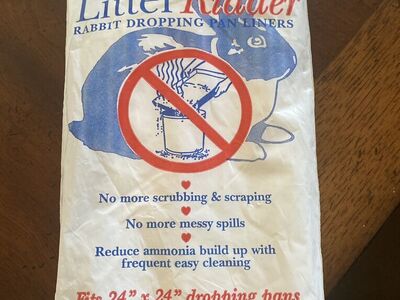 Litter Ridder
RABBIT DROPPING PAN LINERS
No more scrubbing & scraping
No more messy spills
Reduce ammonia build up with
frequent easy cleaning
Fits 24" x 24" dropping pans